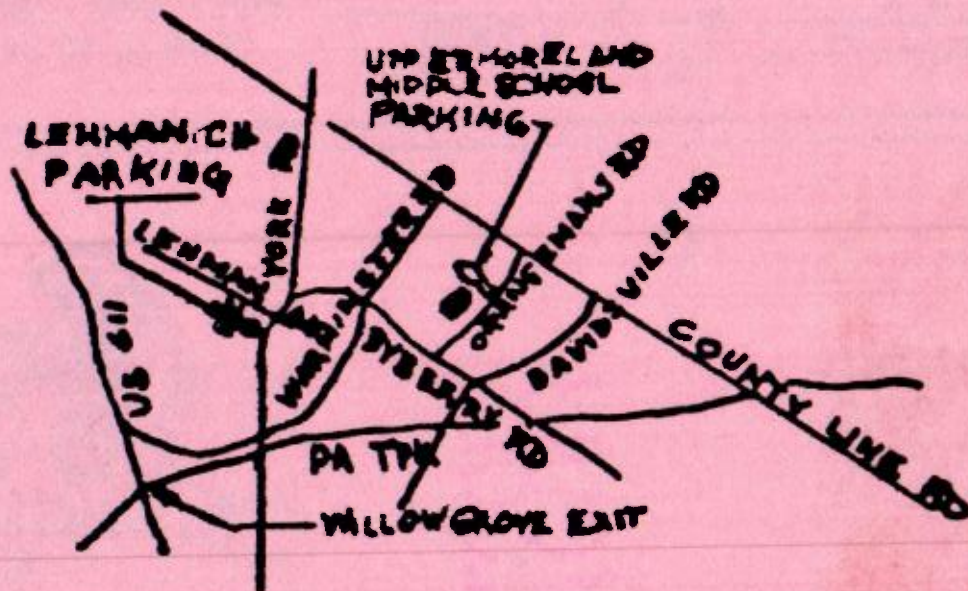 UPPER MORELAND
MIDDLE SCHOOL
PARKING
LEHMAN CH
PARKING
LEHMAN
YORK RD
WARMINSTER RD
ORANGEMANS RD
DAVISVILLE RD
US 611
BYBERRY RD
COUNTY LINE RD
PA TPK
WILLOW GROVE EXIT